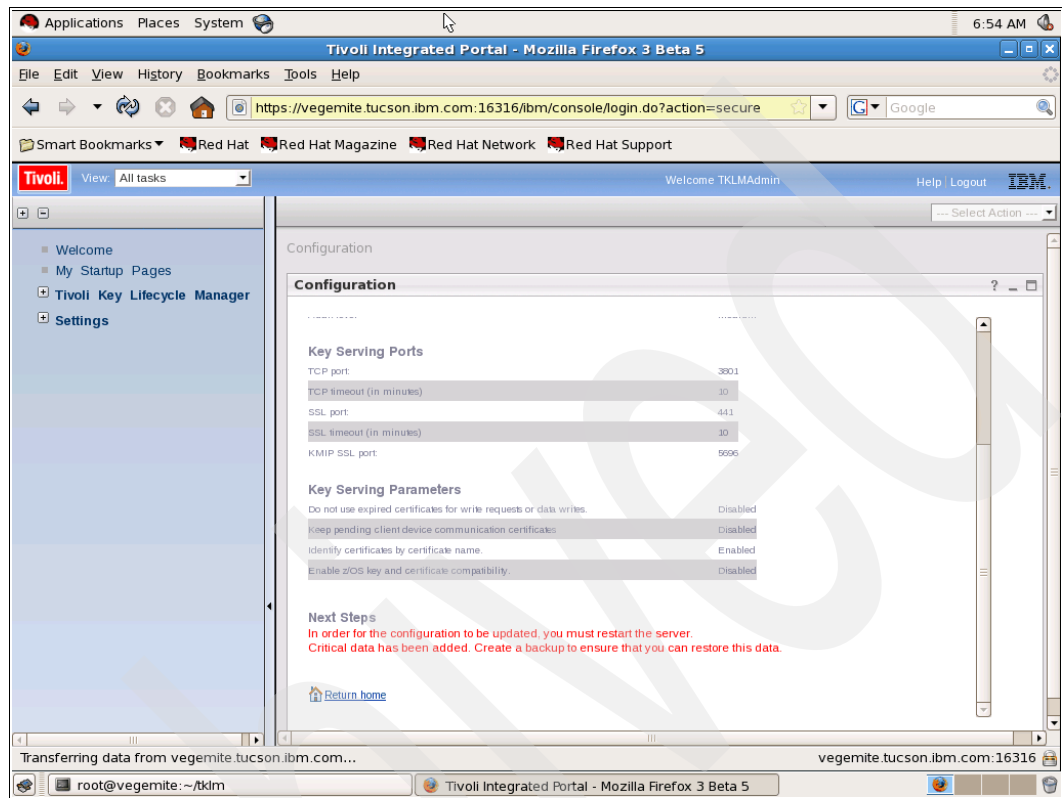 Applications Places System 6:54 AM
Tivoli Integrated Portal - Mozilla Firefox 3 Beta 5
File Edit View History Bookmarks Tools Help
https://vegemite.tucson.ibm.com:16316/ibm/console/login.do?action=secure G Google
Smart Bookmarks Red Hat Red Hat Magazine Red Hat Network Red Hat Support
Tivoli. View: All tasks Welcome TKLMAdmin Help Logout IBM.
--- Select Action ---
Welcome
My Startup Pages
Tivoli Key Lifecycle Manager
Settings
Configuration
Configuration ?
Key Serving Ports
TCP port: 3801
TCP timeout (in minutes) 10
SSL port: 441
SSL timeout (in minutes) 10
KMIP SSL port: 5696
Key Serving Parameters
Do not use expired certificates for write requests or data writes. Disabled
Keep pending client device communication certificates Disabled
Identify certificates by certificate name. Enabled
Enable z/OS key and certificate compatibility. Disabled
Next Steps
In order for the configuration to be updated, you must restart the server.
Critical data has been added. Create a backup to ensure that you can restore this data.
Return home
Transferring data from vegemite.tucson.ibm.com... vegemite.tucson.ibm.com:16316
root@vegemite:~/tklm Tivoli Integrated Portal - Mozilla Firefox 3 Beta 5